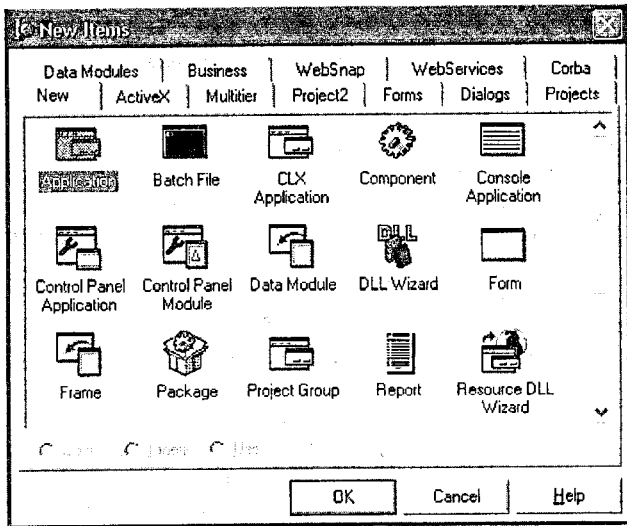 New Items
Data Modules Business WebSnap WebServices Corba
New ActiveX Multitier Project2 Forms Dialogs Projects
Application Batch File CLX Application Component Console Application
Control Panel Application Control Panel Module Data Module DLL Wizard Form
Frame Package Project Group Report Resource DLL Wizard
OK Cancel Help